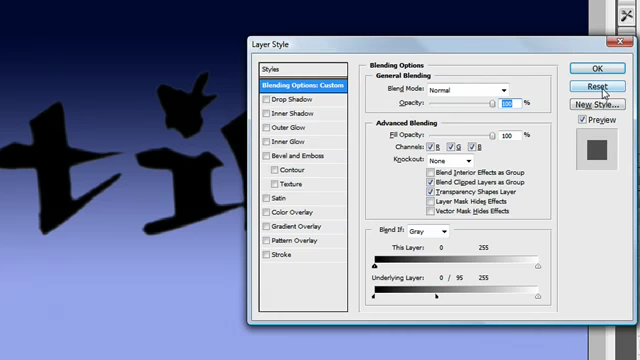 ti
Layer Style
Styles
Blending Options: Custom
Drop Shadow
Inner Shadow
Outer Glow
Inner Glow
Bevel and Emboss
Contour
Texture
Satin
Color Overlay
Gradient Overlay
Pattern Overlay
Stroke
Blending Options
General Blending
Blend Mode: Normal
Opacity: 100 %
Advanced Blending
Fill Opacity: 100 %
Channels: R G B
Knockout: None
Blend Interior Effects as Group
Blend Clipped Layers as Group
Transparency Shapes Layer
Layer Mask Hides Effects
Vector Mask Hides Effects
Blend If: Gray
This Layer: 0 255
Underlying Layer: 0 / 95 255
OK
Reset
New Style...
Preview